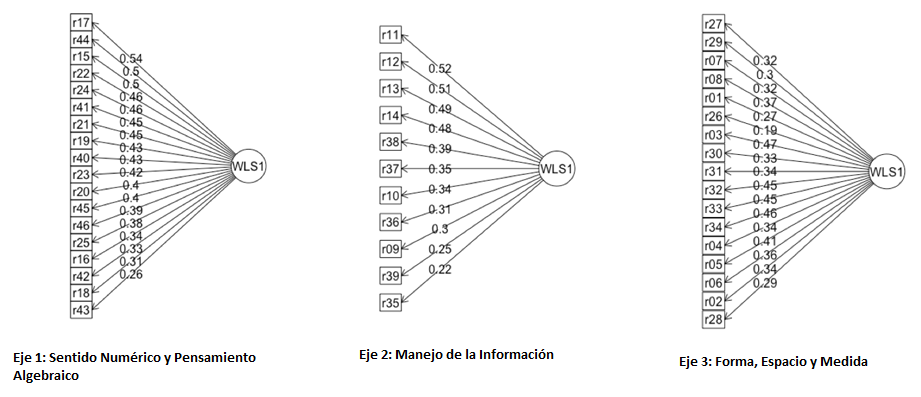 r17
r44
r15
r22
r24
r41
r21
r19
r40
r23
r20
r45
r46
r25
r16
r42
r18
r43
0.54
0.5
0.5
0.46
0.46
0.45
0.45
0.43
0.43
0.42
0.4
0.4
0.39
0.38
0.34
0.33
0.31
0.26
WLS1
Eje 1: Sentido Numérico y Pensamiento
Algebraico
r11
r12
r13
r14
r38
r37
r10
r36
r09
r39
r35
0.52
0.51
0.49
0.48
0.39
0.35
0.34
0.31
0.3
0.25
0.22
WLS1
Eje 2: Manejo de la Información
r27
r29
r07
r08
r01
r26
r03
r30
r31
r32
r33
r34
r04
r05
r06
r02
r28
0.32
0.3
0.32
0.37
0.27
0.19
0.47
0.33
0.34
0.45
0.45
0.46
0.34
0.41
0.36
0.34
0.29
WLS1
Eje 3: Forma, Espacio y Medida